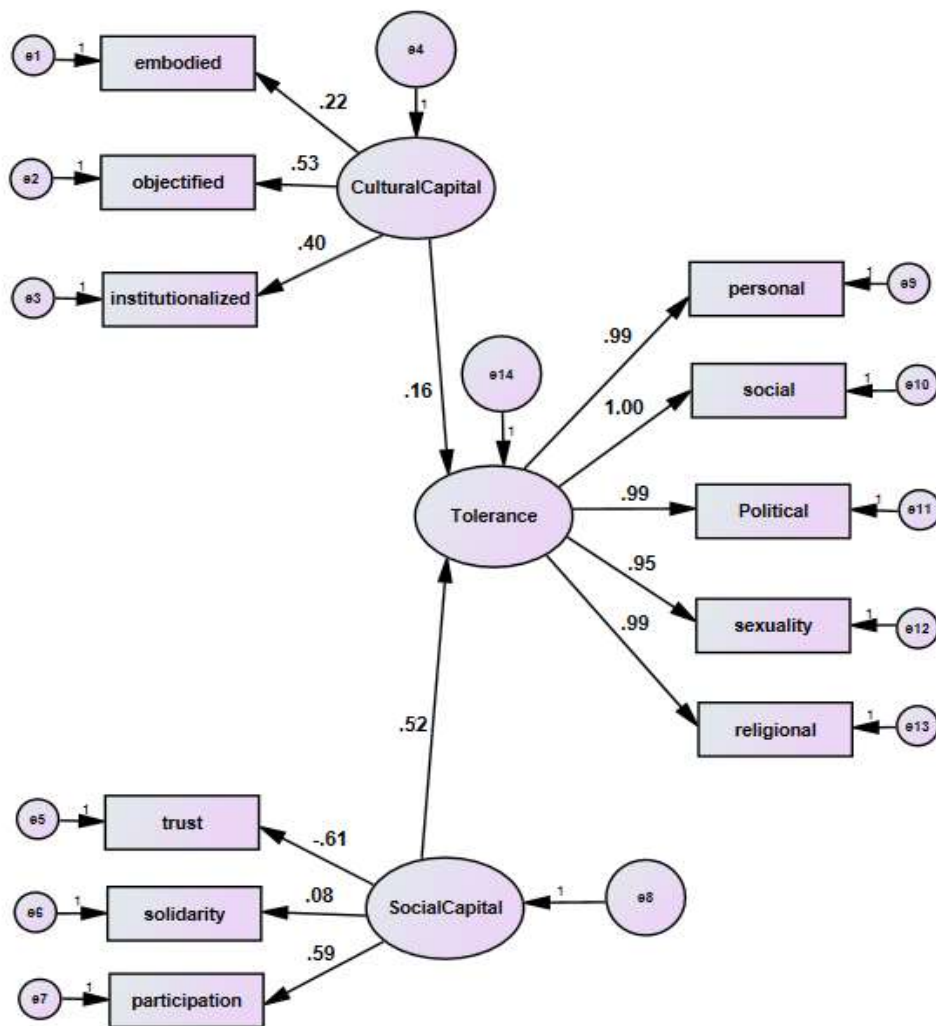 e1
1
embodied
e4
1
.22
e2
1
objectified
.53
CulturalCapital
.40
e3
1
institutionalized
.16
e14
1
Tolerance
.99
personal
1
e9
1.00
social
1
e10
.99
Political
1
e11
.95
sexuality
1
e12
.99
religional
1
e13
.52
e5
1
trust
-.61
e6
1
solidarity
.08
SocialCapital
1
e8
.59
e7
1
participation